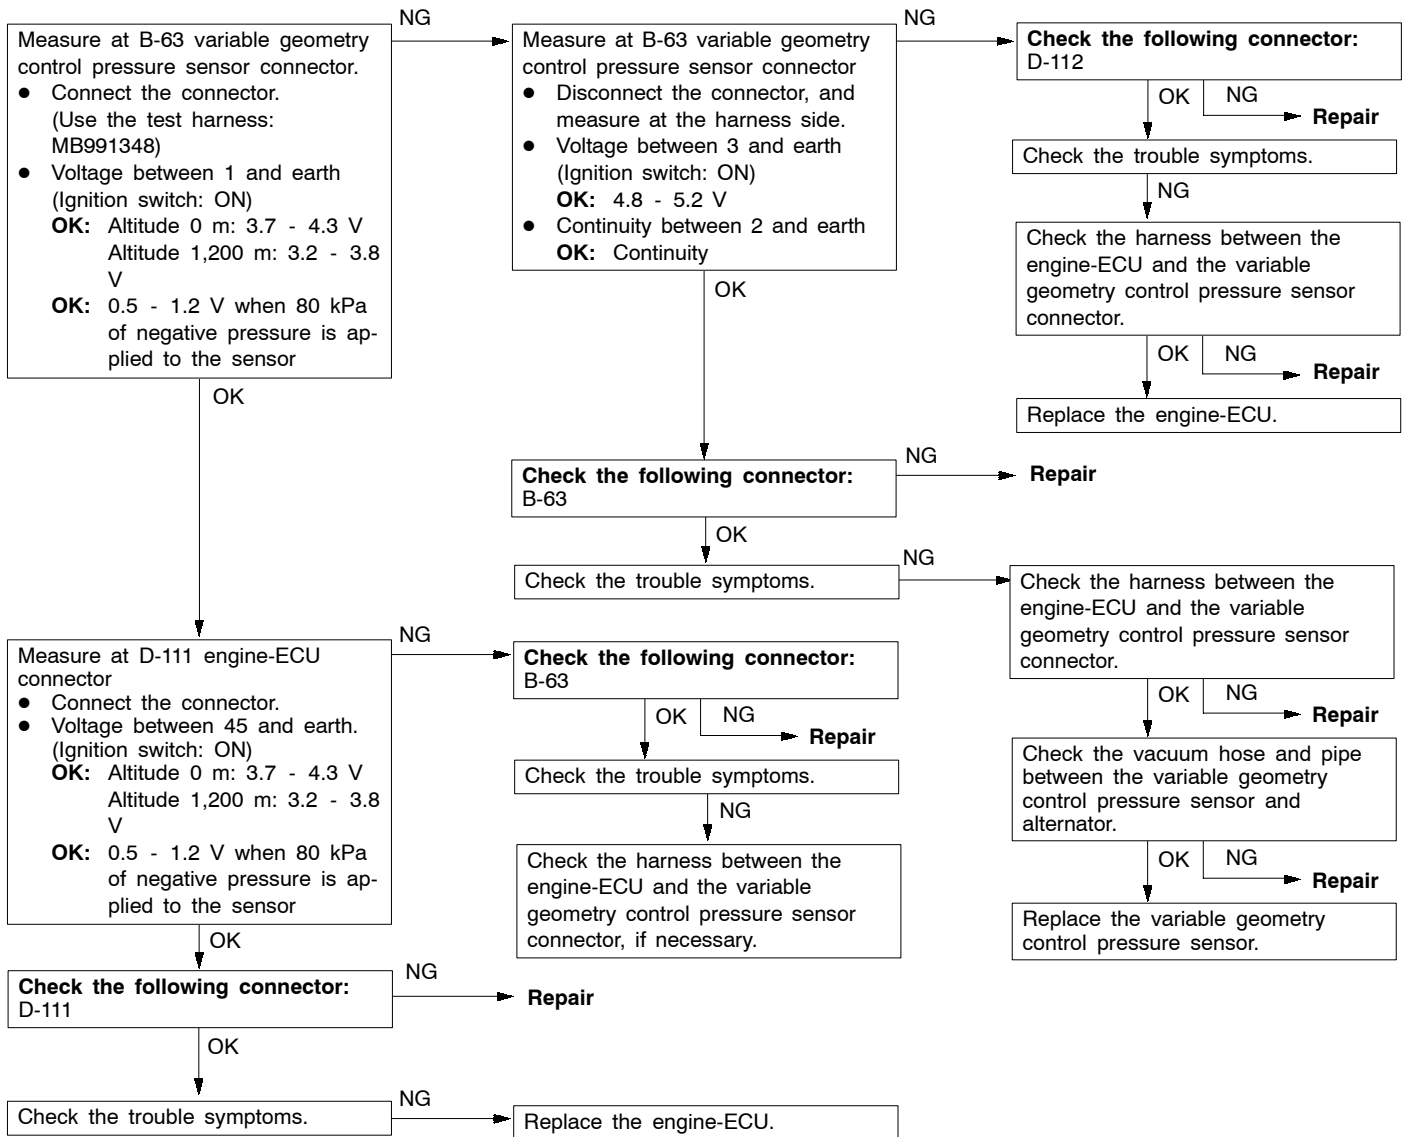 NG
Measure at B-63 variable geometry
control pressure sensor connector.
● Connect the connector.
(Use the test harness:
MB991348)
● Voltage between 1 and earth
(Ignition switch: ON)
OK: Altitude 0 m: 3.7 - 4.3 V
Altitude 1,200 m: 3.2 - 3.8
V
OK: 0.5 - 1.2 V when 80 kPa
of negative pressure is ap-
plied to the sensor
OK
NG
Measure at B-63 variable geometry
control pressure sensor connector
● Disconnect the connector, and
measure at the harness side.
● Voltage between 3 and earth
(Ignition switch: ON)
OK: 4.8 - 5.2 V
● Continuity between 2 and earth
OK: Continuity
OK
Check the following connector:
D-112
OK
NG
Repair
Check the trouble symptoms.
NG
Check the harness between the
engine-ECU and the variable
geometry control pressure sensor
connector.
OK
NG
Repair
Replace the engine-ECU.
Check the following connector:
B-63
NG
Repair
OK
Check the trouble symptoms.
NG
Check the harness between the
engine-ECU and the variable
geometry control pressure sensor
connector.
OK
NG
Repair
Check the vacuum hose and pipe
between the variable geometry
control pressure sensor and
alternator.
OK
NG
Repair
Replace the variable geometry
control pressure sensor.
Measure at D-111 engine-ECU
connector
● Connect the connector.
● Voltage between 45 and earth.
(Ignition switch: ON)
OK: Altitude 0 m: 3.7 - 4.3 V
Altitude 1,200 m: 3.2 - 3.8
V
OK: 0.5 - 1.2 V when 80 kPa
of negative pressure is ap-
plied to the sensor
NG
Check the following connector:
B-63
OK
NG
Repair
Check the trouble symptoms.
NG
Check the harness between the
engine-ECU and the variable
geometry control pressure sensor
connector, if necessary.
OK
Check the following connector:
D-111
NG
Repair
OK
Check the trouble symptoms.
NG
Replace the engine-ECU.